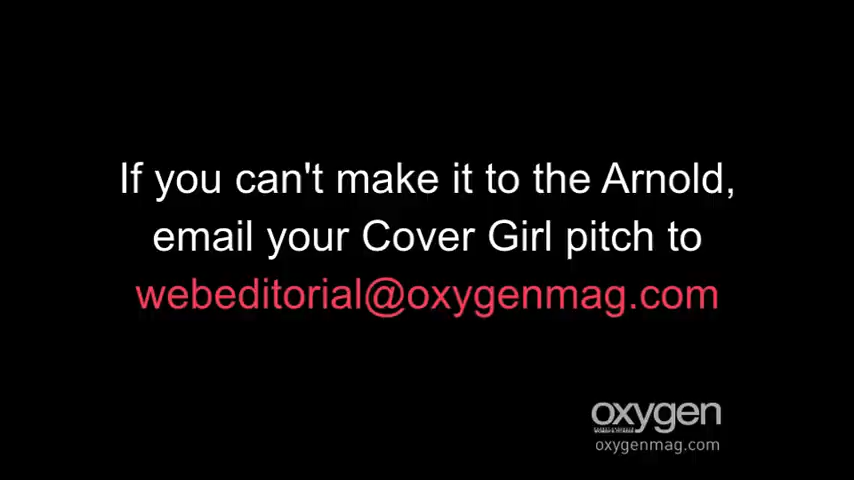 If you can't make it to the Arnold,
email your Cover Girl pitch to
webeditorial@oxygenmag.com
oxygen
oxygenmag.com